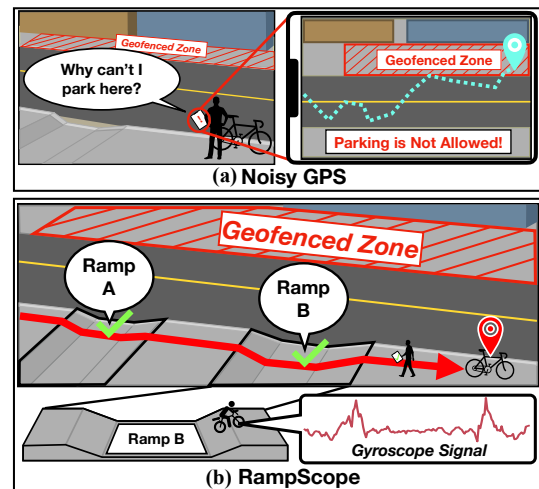 Geofenced Zone
Why can't I
park here?
Geofenced Zone
Parking is Not Allowed!
(a) Noisy GPS
Geofenced Zone
Ramp
A
Ramp
B
Ramp B
Gyroscope Signal
(b) RampScope